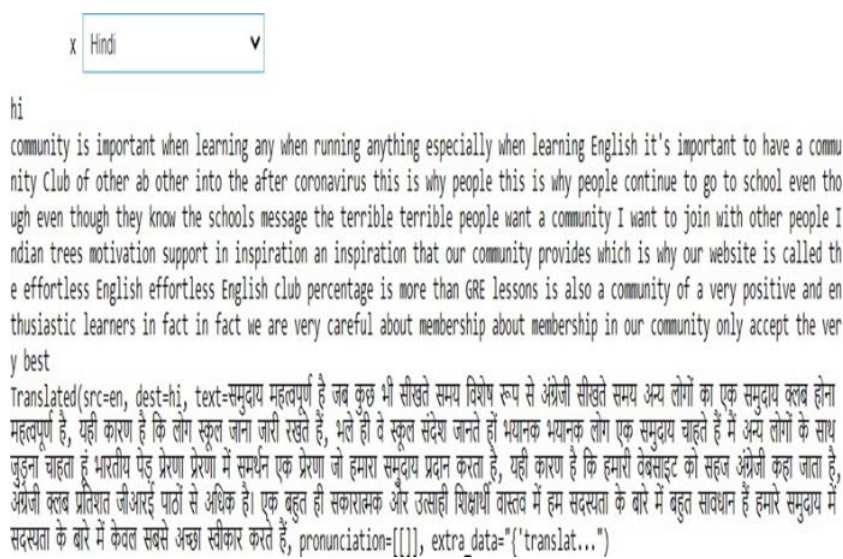 x Hindi
hi
community is important when learning any when running anything especially when learning English it's important to have a commu
nity Club of other ab other into the after coronavirus this is why people this is why people continue to go to school even tho
ugh even though they know the schools message the terrible terrible people want a community I want to join with other people I
ndian trees motivation support in inspiration an inspiration that our community provides which is why our website is called th
e effortless English effortless English club percentage is more than GRE lessons is also a community of a very positive and en
thusiastic learners in fact in fact we are very careful about membership about membership in our community only accept the ver
y best
Translated(src=en, dest=hi, text=समुदाय महत्वपूर्ण है जब कुछ भी सीखते समय विशेष रूप से अंग्रेजी सीखते समय अन्य लोगों का एक समुदाय क्लब होना
महत्वपूर्ण है, यही कारण है कि लोग स्कूल जाना जारी रखते हैं, भले ही वे स्कूल संदेश जानते हों भयानक भयानक लोग एक समुदाय चाहते हैं मैं अन्य लोगों के साथ
जुड़ना चाहता हूं भारतीय पेड़ प्रेरणा प्रेरणा में समर्थन एक प्रेरणा जो हमारा समुदाय प्रदान करता है, यही कारण है कि हमारी वेबसाइट को सहज अंग्रेजी कहा जाता है,
अंग्रेजी क्लब प्रतिशत जीआरई पाठों से अधिक है। एक बहुत ही सकारात्मक और उत्साही शिक्षार्थी वास्तव में हम सदस्यता के बारे में बहुत सावधान हैं हमारे समुदाय में
सदस्यता के बारे में केवल सबसे अच्छा स्वीकार करते हैं, pronunciation=[[]], extra_data="{'translat...")